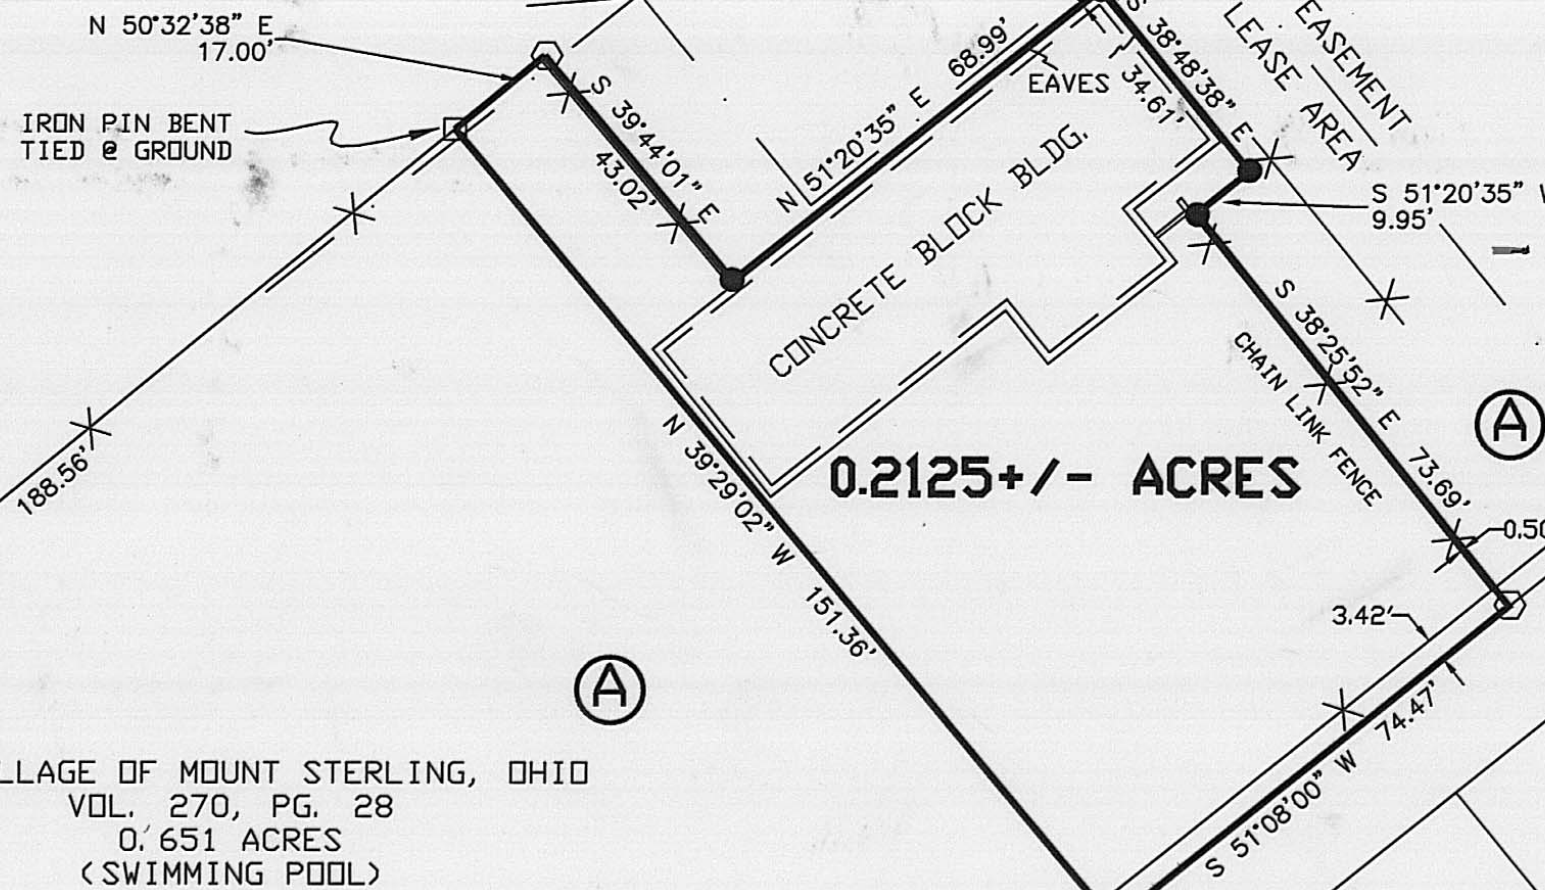 N 50°32'38" E
17.00'
IRON PIN BENT
TIED @ GROUND
S 39°44'01" E
43.02'
N 51°20'35" E 68.99'
EAVES
S 38°48'38" E
34.61'
EASEMENT
LEASE AREA
S 51°20'35"
9.95'
CONCRETE BLOCK BLDG.
S 38°25'52" E 73.69'
CHAIN LINK FENCE
A
188.56'
N 39°29'02" W 151.36'
0.2125+/- ACRES
3.42'
A
S 51°08'00" W 74.47'
OF MOUNT STERLING, OHIO
VOL. 270, PG. 28
0.651 ACRES
(SWIMMING POOL)